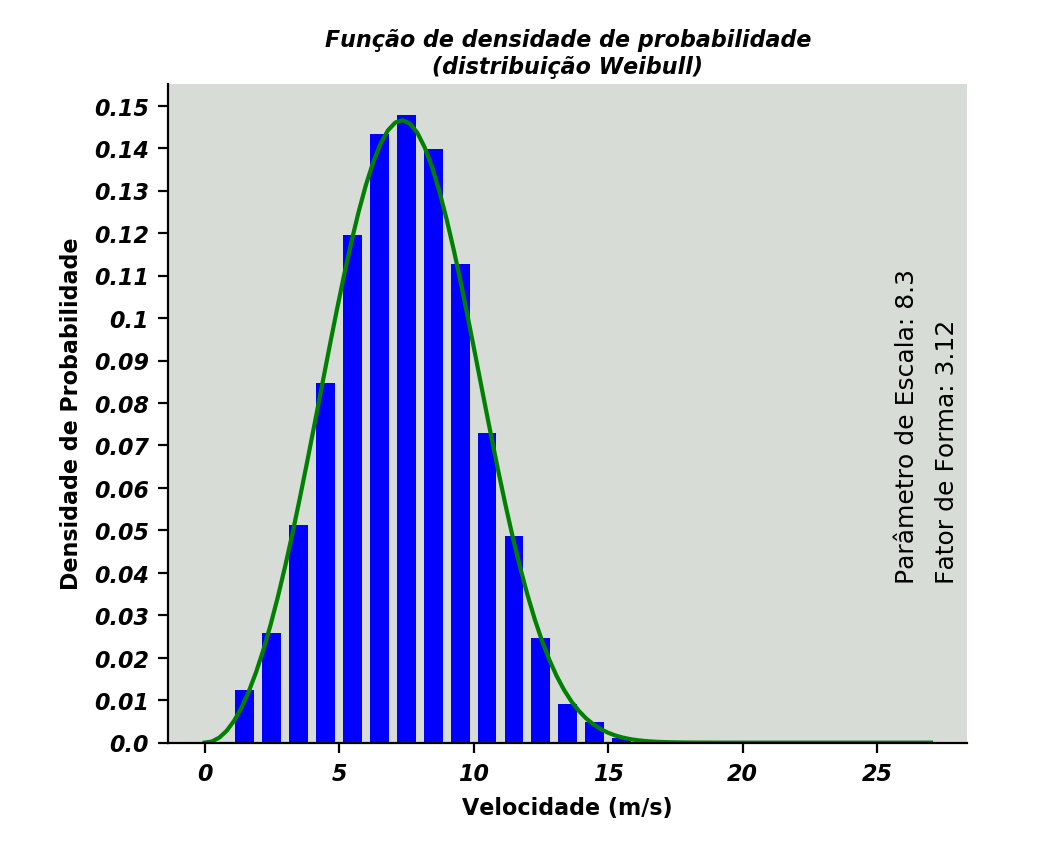 Função de densidade de probabilidade
(distribuição Weibull)
Densidade de Probabilidade
0.15
0.14
0.13
0.12
0.11
0.1
0.09
0.08
0.07
0.06
0.05
0.04
0.03
0.02
0.01
0.0
Parâmetro de Escala: 8.3
Fator de Forma: 3.12
0 5 10 15 20 25
Velocidade (m/s)